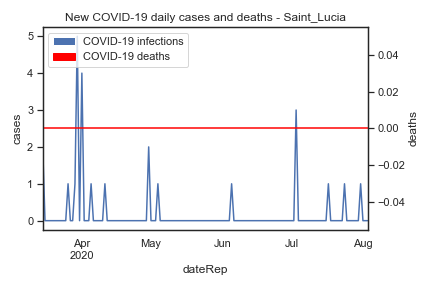 New COVID-19 daily cases and deaths - Saint_Lucia
COVID-19 infections
COVID-19 deaths
5
4
3
2
1
0
cases
0.04
0.02
0.00
−0.02
−0.04
deaths
Apr
2020
May
Jun
Jul
Aug
dateRep